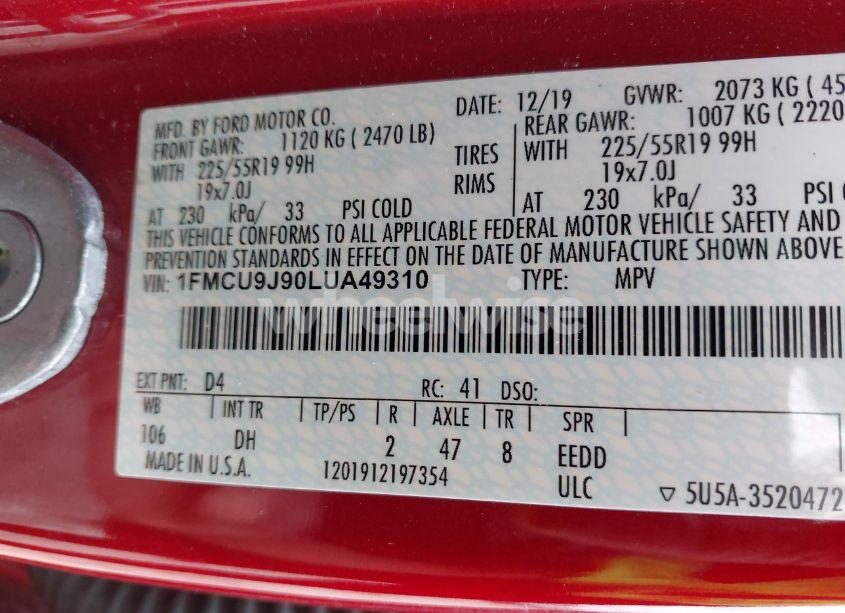 MFD. BY FORD MOTOR CO. DATE: 12/19 GVWR: 2073 KG ( 45
FRONT GAWR: 1120 KG ( 2470 LB) REAR GAWR: 1007 KG ( 2220
WITH 225/55R19 99H TIRES WITH 225/55R19 99H
19x7.0J RIMS 19x7.0J
AT 230 kPa/ 33 PSI COLD AT 230 kPa/ 33 PSI
THIS VEHICLE CONFORMS TO ALL APPLICABLE FEDERAL MOTOR VEHICLE SAFETY AND
PREVENTION STANDARDS IN EFFECT ON THE DATE OF MANUFACTURE SHOWN ABOVE
VIN: 1FMCU9J90LUA49310 TYPE: MPV
wheelwise
EXT PNT: D4 RC: 41 DSO:
WB INT TR TP/PS R AXLE TR SPR
106 DH 2 47 8 EEDD
MADE IN U.S.A. 1201912197354 ULC ▽ 5U5A-3520472